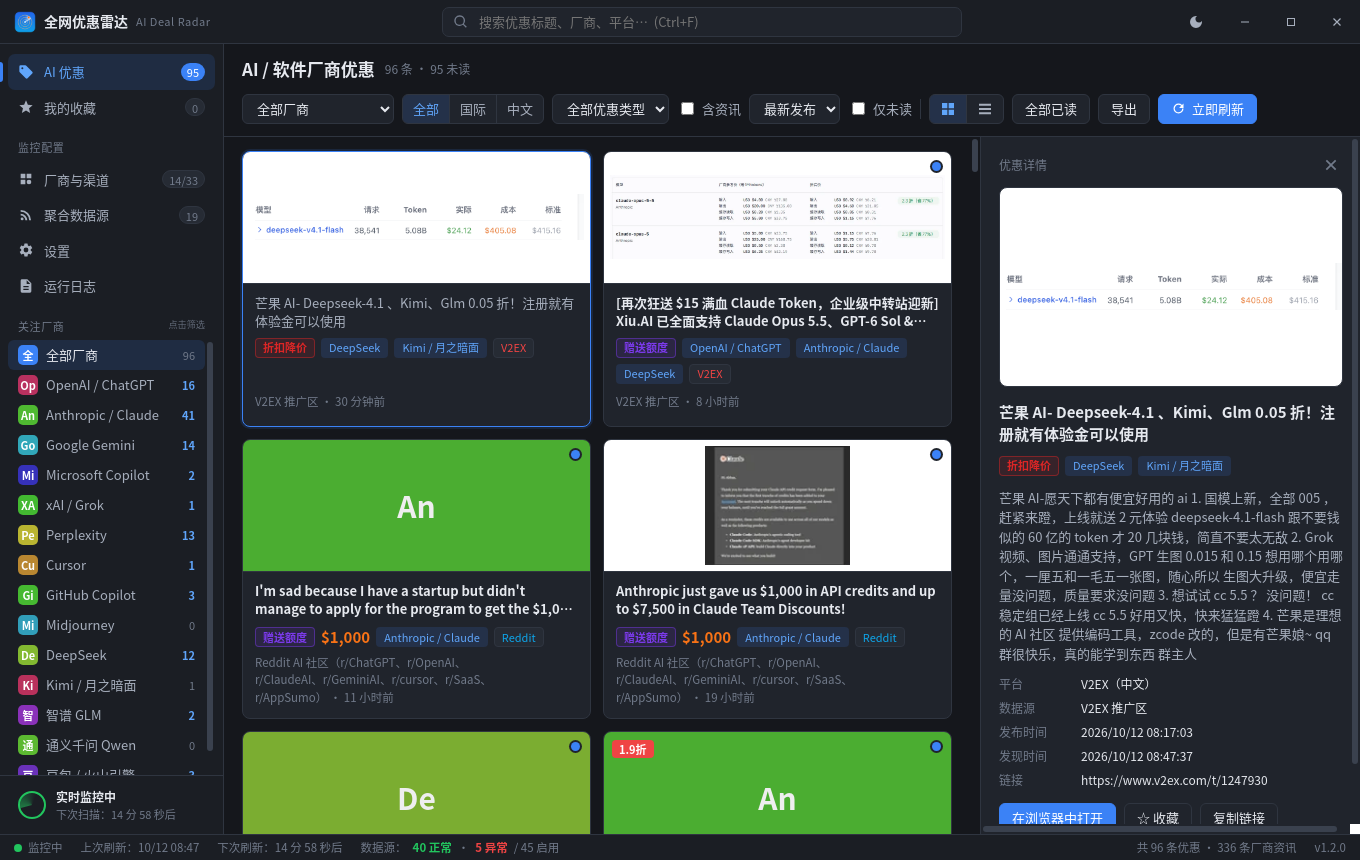 全网优惠雷达 AI Deal Radar
搜索优惠标题、厂商、平台… (Ctrl+F)
AI 优惠 95
我的收藏 0
监控配置
厂商与渠道 14/33
聚合数据源 19
设置
运行日志
关注厂商 点击筛选
全 全部厂商 96
Op OpenAI / ChatGPT 16
An Anthropic / Claude 41
Go Google Gemini 14
Mi Microsoft Copilot 2
XA xAI / Grok 1
Pe Perplexity 13
Cu Cursor 1
Gi GitHub Copilot 3
Mi Midjourney 0
De DeepSeek 12
Ki Kimi / 月之暗面 1
智 智谱 GLM 2
通 通义千问 Qwen 0
实时监控中
下次扫描：14 分 58 秒后
AI / 软件厂商优惠 96 条 · 95 未读
全部厂商 全部 国际 中文 全部优惠类型 含资讯 最新发布 仅未读 全部已读 导出 立即刷新
模型 请求 Token 实际 成本 标准
deepseek-v4.1-flash 38,541 5.08B $24.12 $405.08 $415.16
芒果 AI- Deepseek-4.1 、Kimi、Glm 0.05 折！注册就有
体验金可以使用
折扣降价 DeepSeek Kimi / 月之暗面 V2EX
V2EX 推广区 · 30 分钟前
[再次狂送 $15 满血 Claude Token，企业级中转站迎新]
Xiu.AI 已全面支持 Claude Opus 5.5、GPT-6 Sol &…
赠送额度 OpenAI / ChatGPT Anthropic / Claude
DeepSeek V2EX
V2EX 推广区 · 8 小时前
An
I'm sad because I have a startup but didn't
manage to apply for the program to get the $1,0…
赠送额度 $1,000 Anthropic / Claude Reddit
Reddit AI 社区（r/ChatGPT、r/OpenAI、
r/ClaudeAI、r/GeminiAI、r/cursor、r/SaaS、
r/AppSumo） · 11 小时前
Anthropic just gave us $1,000 in API credits and up
to $7,500 in Claude Team Discounts!
赠送额度 $1,000 Anthropic / Claude Reddit
Reddit AI 社区（r/ChatGPT、r/OpenAI、
r/ClaudeAI、r/GeminiAI、r/cursor、r/SaaS、
r/AppSumo） · 19 小时前
De
1.9折
An
优惠详情
模型 请求 Token 实际 成本 标准
deepseek-v4.1-flash 38,541 5.08B $24.12 $405.08 $415.16
芒果 AI- Deepseek-4.1 、Kimi、Glm 0.05 折！注
册就有体验金可以使用
折扣降价 DeepSeek Kimi / 月之暗面
芒果 AI-愿天下都有便宜好用的 ai 1. 国模上新，全部 005 ，
赶紧来蹬，上线就送 2 元体验 deepseek-4.1-flash 跟不要钱
似的 60 亿的 token 才 20 几块钱，简直不要太无敌 2. Grok
视频、图片通通支持，GPT 生图 0.015 和 0.15 想用哪个用哪
个，一厘五和一毛五一张图，随心所以 生图大升级，便宜走
量没问题，质量要求没问题 3. 想试试 cc 5.5 ？ 没问题！ cc
稳定组已经上线 cc 5.5 好用又快，快来猛猛蹬 4. 芒果是理想
的 AI 社区 提供编码工具，zcode 改的，但是有芒果娘~ qq
群很快乐，真的能学到东西 群主人
平台 V2EX（中文）
数据源 V2EX 推广区
发布时间 2026/10/12 08:17:03
发现时间 2026/10/12 08:47:37
链接 https://www.v2ex.com/t/1247930
在浏览器中打开 ☆ 收藏 复制链接
监控中 上次刷新：10/12 08:47 下次刷新：14 分 58 秒后 数据源： 40 正常 · 5 异常 / 45 启用
共 96 条优惠 · 336 条厂商资讯 v1.2.0